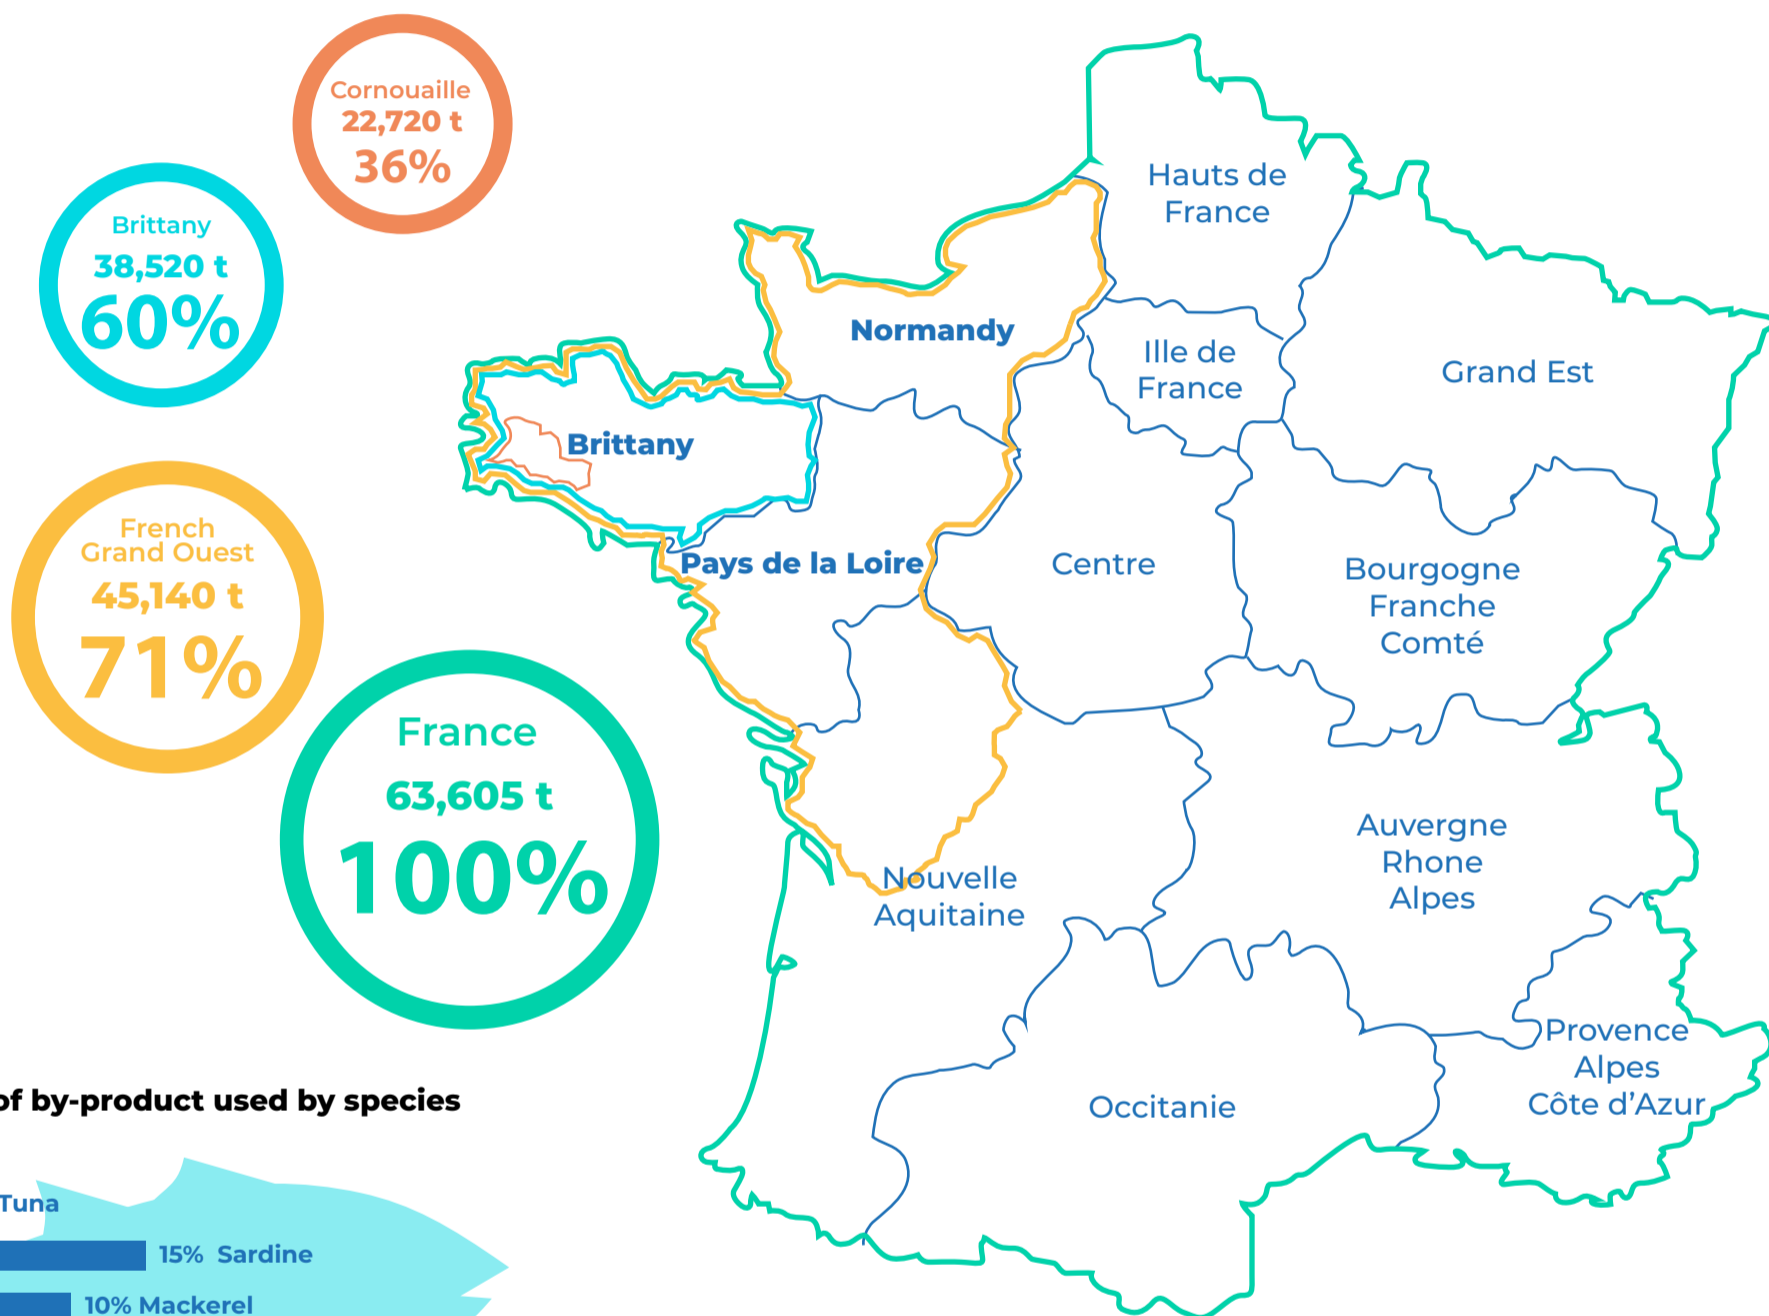 Cornouaille
22,720 t
36%
Brittany
38,520 t
60%
French
Grand Ouest
45,140 t
71%
France
63,605 t
100%
Hauts de
France
Normandy
Ille de
France
Grand Est
Brittany
Pays de la Loire
Centre
Bourgogne
Franche
Comté
Auvergne
Rhone
Alpes
Nouvelle
Aquitaine
Provence
Alpes
Côte d’Azur
Occitanie
of by-product used by species
Tuna
15% Sardine
10% Mackerel